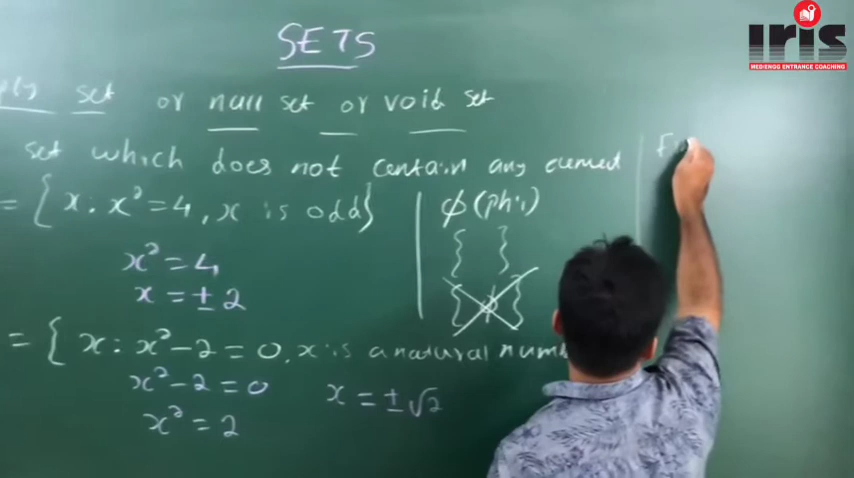 SETS
IRIS
MEDIENGG ENTRANCE COACHING
pty set or null set or void set
set which does not contain any element
= { x : x² = 4, x is odd }
ϕ (phi)
x² = 4,
{ }
x = ± 2
{ ϕ }
= { x : x² - 2 = 0, x is a natural numb
x² - 2 = 0
x = ± √2
x² = 2
F